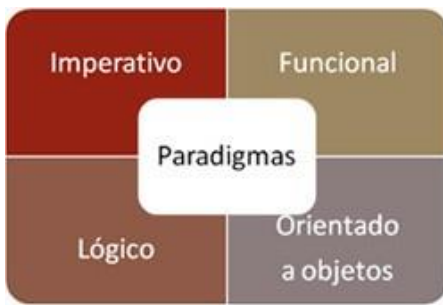 Imperativo
Funcional
Paradigmas
Lógico
Orientado
a objetos